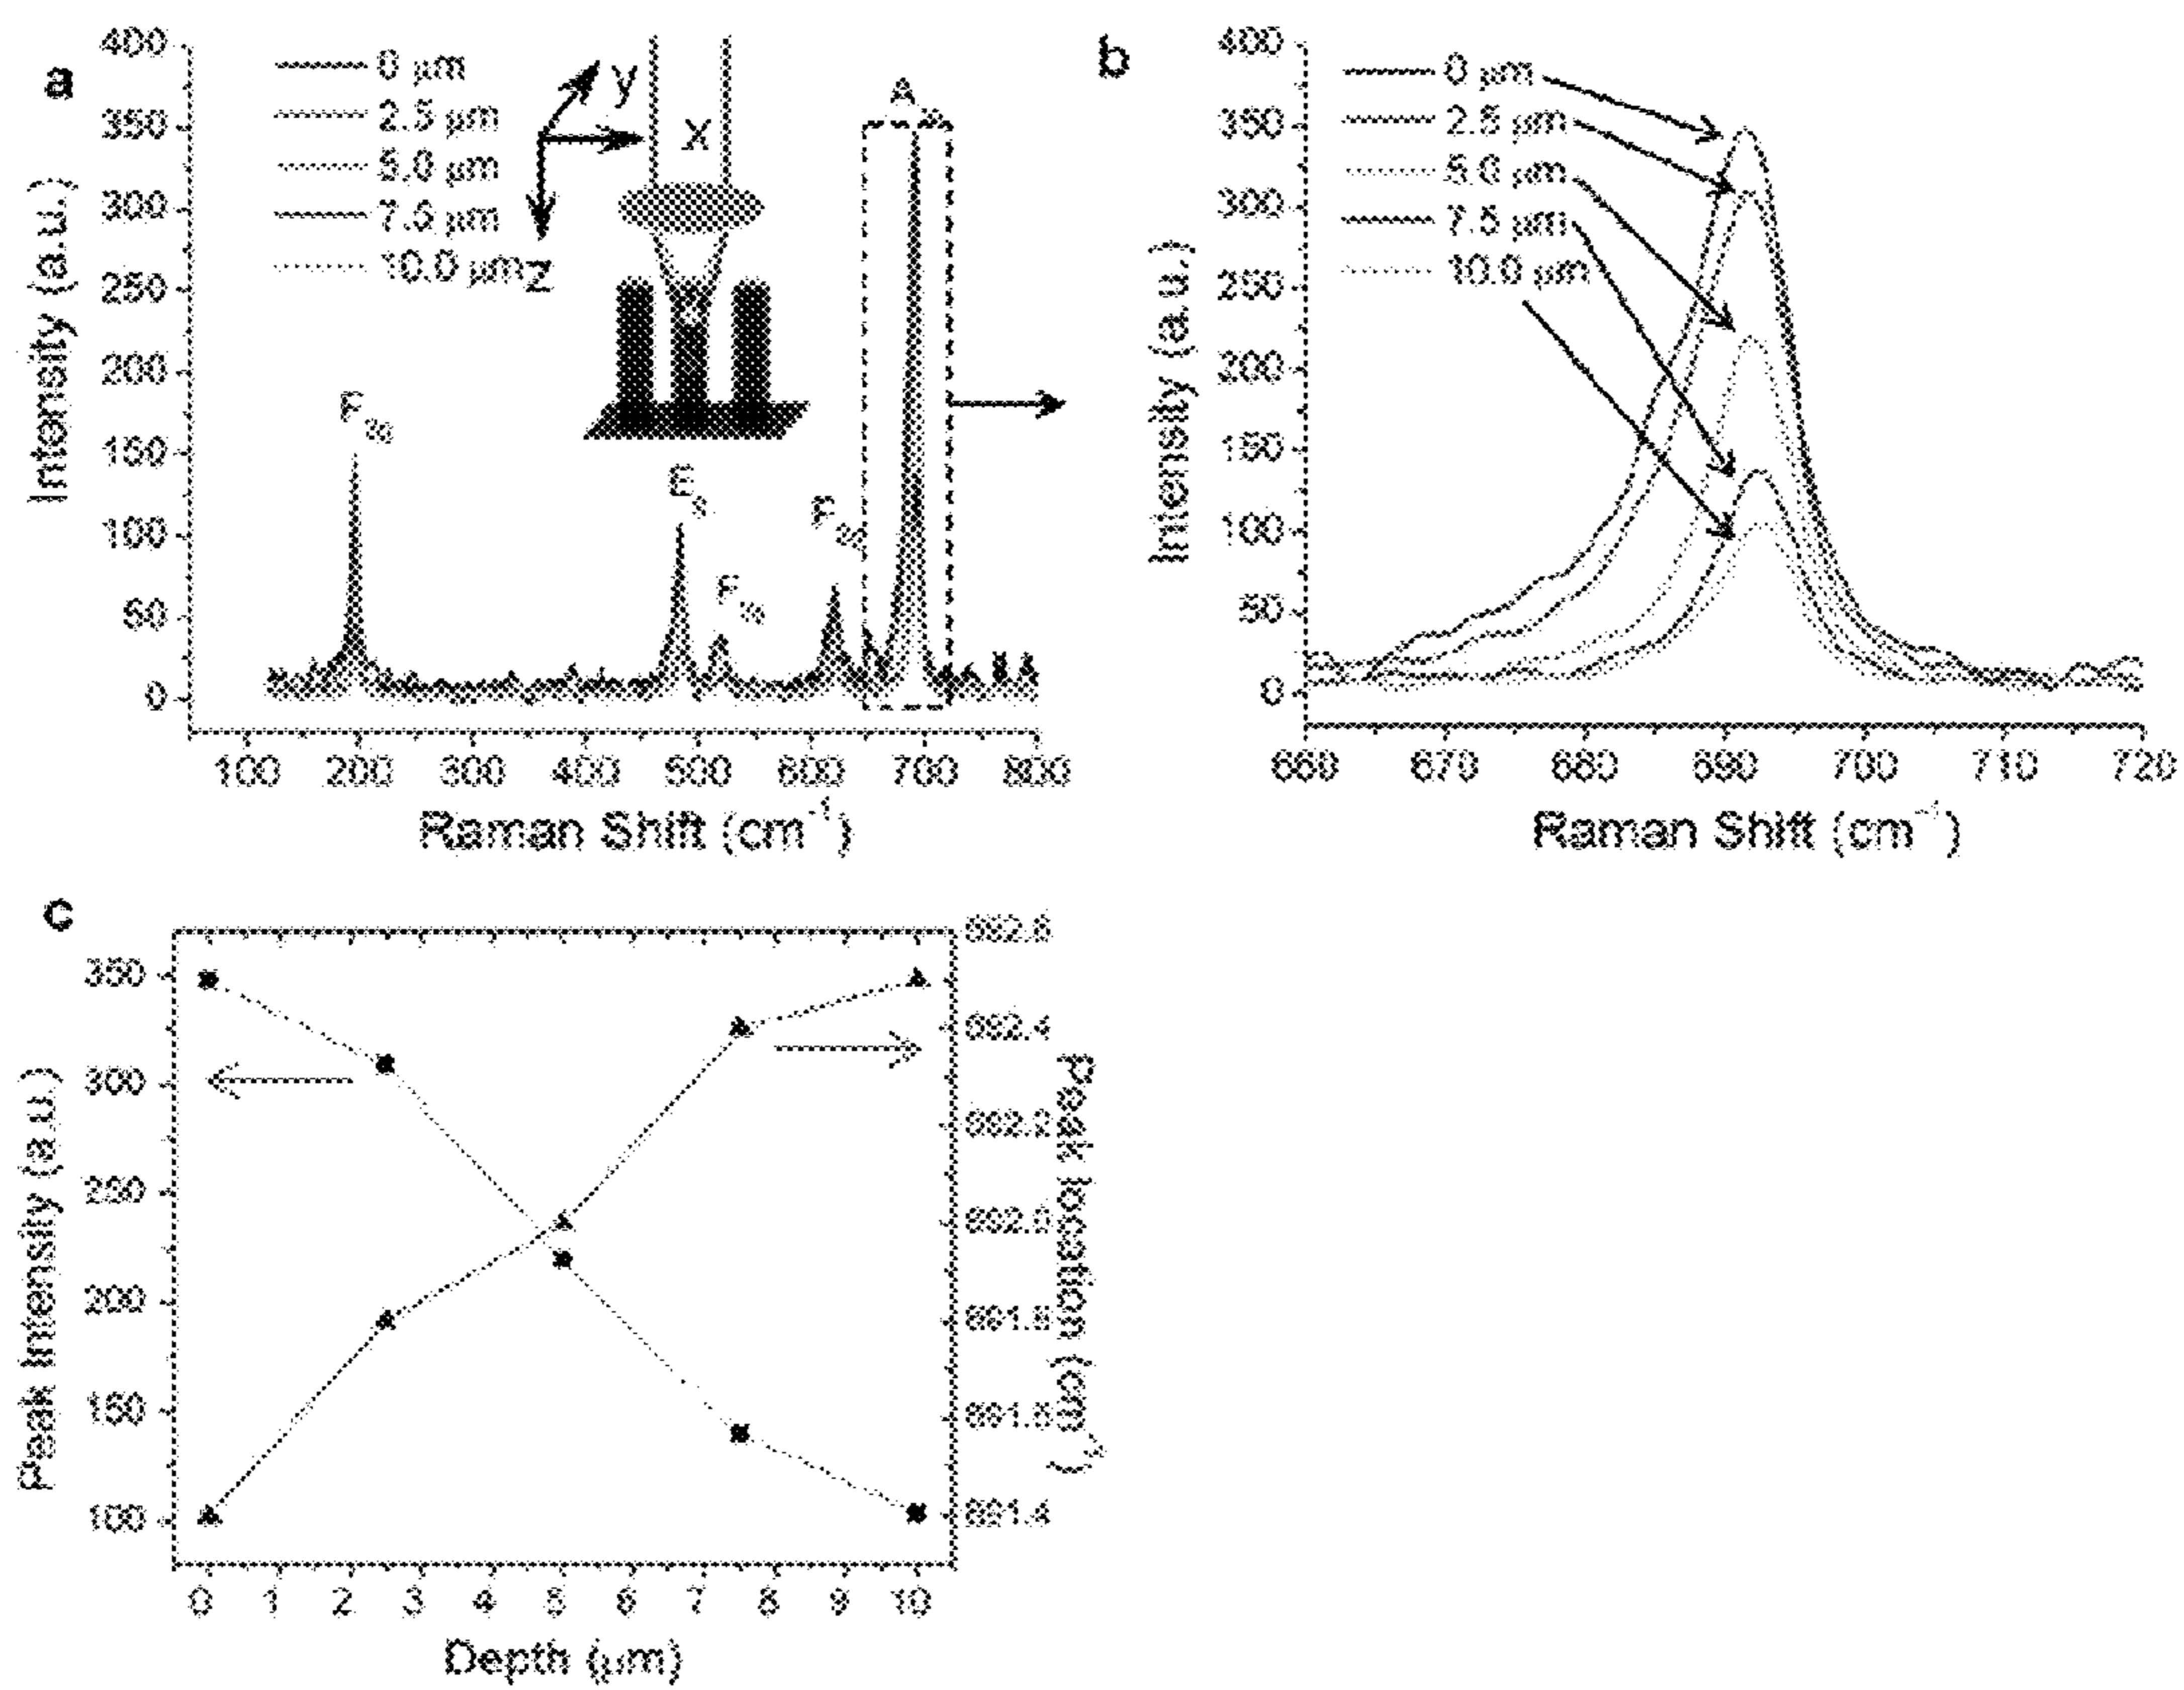 a
400
350
300
250
200
150
100
50
0
Intensity (a.u.)
0 μm
2.5 μm
5.0 μm
7.5 μm
10.0 μm
y
X
Z
E
A
100 200 300 400 500 600 700 800
Raman Shift (cm⁻¹)
b
400
350
300
250
200
150
100
50
0
Intensity (a.u.)
0 μm
2.5 μm
5.0 μm
7.5 μm
10.0 μm
660 670 680 690 700 710 720
Raman Shift (cm⁻¹)
c
350
300
250
200
150
100
Peak Intensity (a.u.)
692.6
692.4
692.2
692.0
691.8
691.6
691.4
Peak location (cm⁻¹)
0 1 2 3 4 5 6 7 8 9 10
Depth (μm)